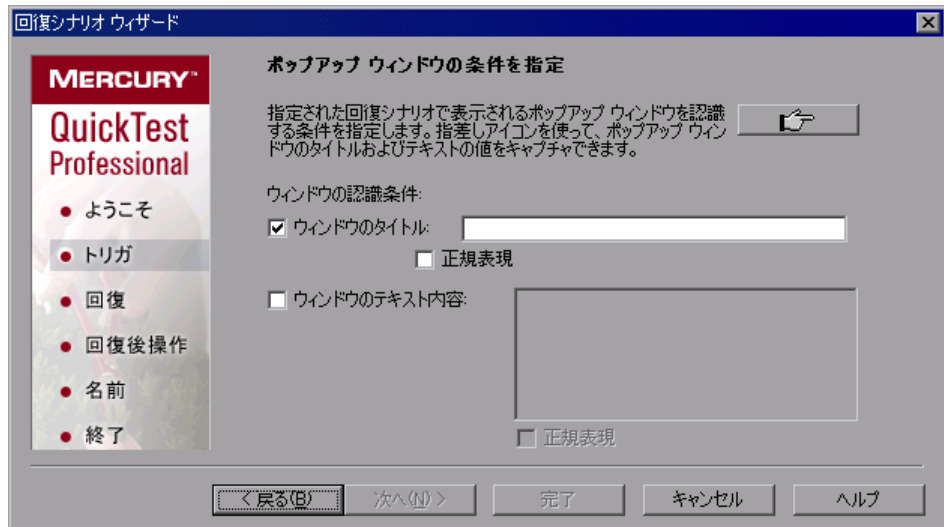 回復シナリオ ウィザード
MERCURY™
QuickTest
Professional
ようこそ
トリガ
回復
回復後操作
名前
終了
ポップアップ ウィンドウの条件を指定
指定された回復シナリオで表示されるポップアップ ウィンドウを認識
する条件を指定します。指差しアイコンを使って、ポップアップ ウィン
ドウのタイトルおよびテキストの値をキャプチャできます。
ウィンドウの認識条件:
ウィンドウのタイトル:
正規表現
ウィンドウのテキスト内容:
正規表現
< 戻る(B)
次へ(N) >
完了
キャンセル
ヘルプ